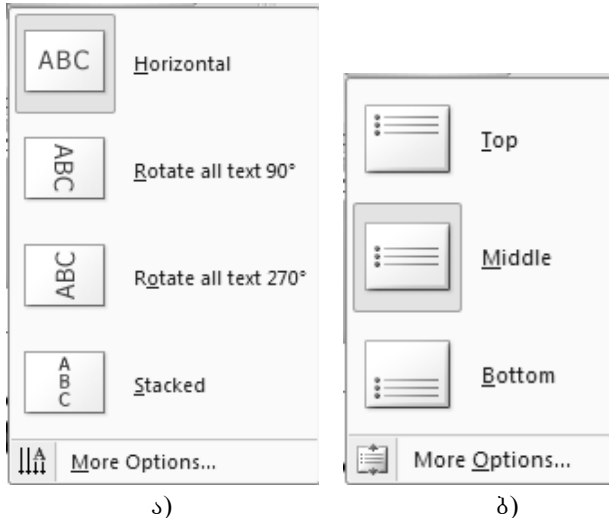 ABC Horizontal
ABC Rotate all text 90°
ABC Rotate all text 270°
A
B
C
Stacked
More Options...
ა)
Top
Middle
Bottom
More Options...
ბ)